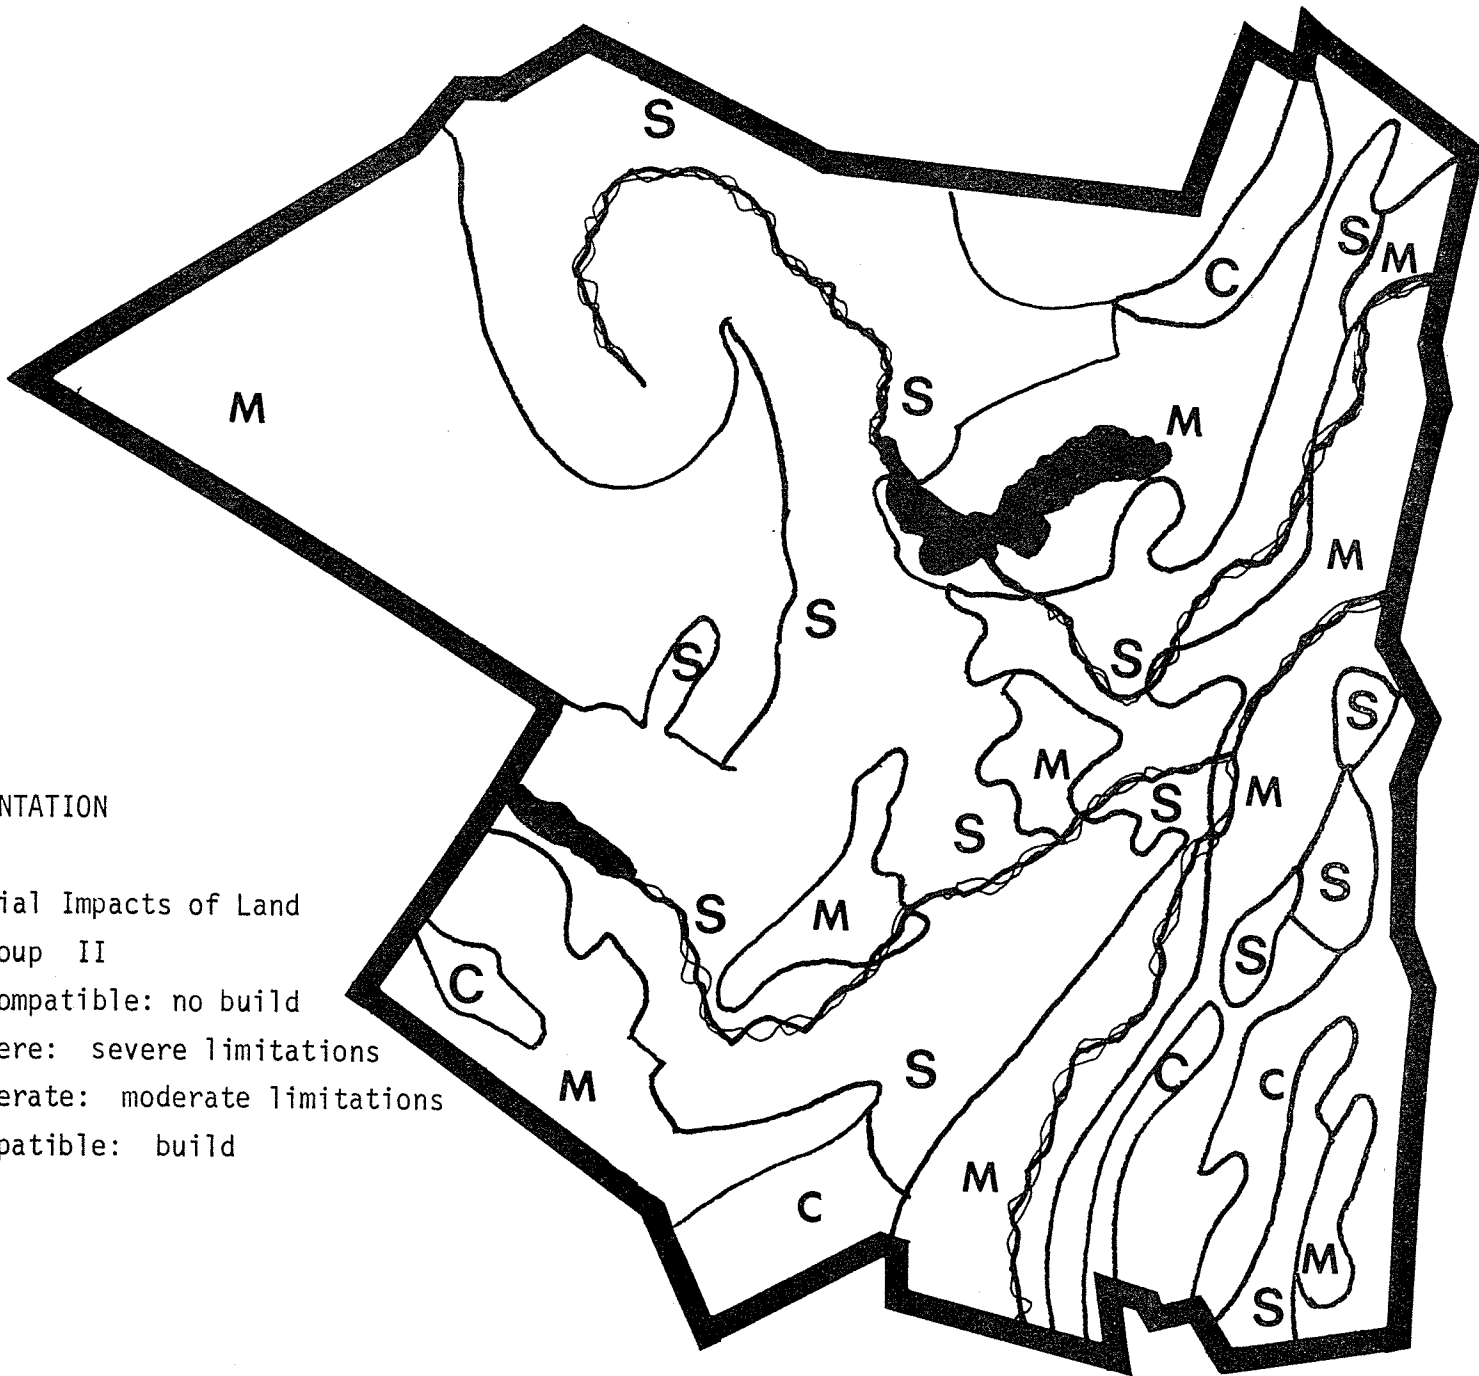 S
S
M
C
M
S
M
M
S
S
M
S
S
M
M
S
S
S
S
M
S
S
C
S
M
C
C
M
C
M
S
NTATION
ial Impacts of Land
oup II
ompatible: no build
ere: severe limitations
erate: moderate limitations
patible: build